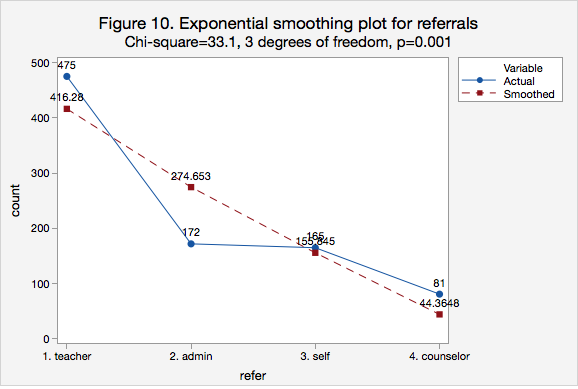 Figure 10. Exponential smoothing plot for referrals
Chi-square=33.1, 3 degrees of freedom, p=0.001
Variable
Actual
Smoothed
count
500
400
300
200
100
0
475
416.28
274.653
172
165
155.845
81
44.3648
1. teacher
2. admin
3. self
4. counselor
refer